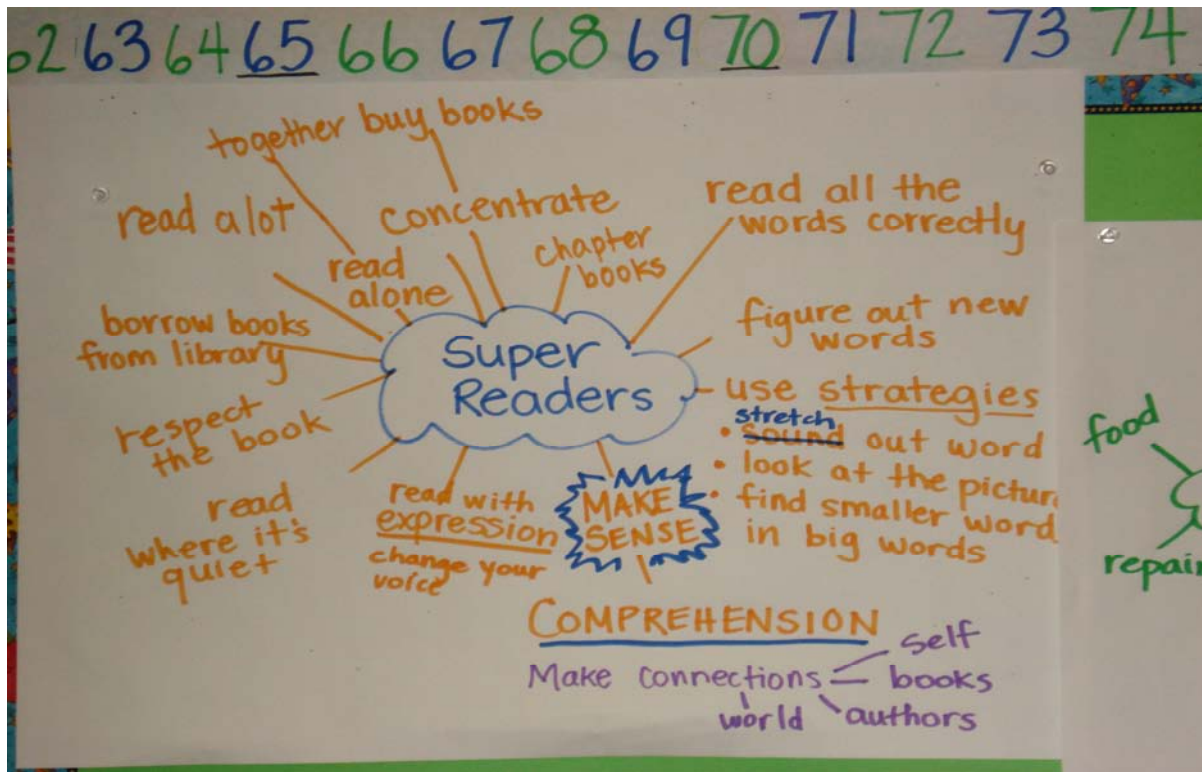 62 63 64 65 66 67 68 69 70 71 72 73 74
together buy books
read a lot
concentrate
read all the
words correctly
chapter
books
read
alone
borrow books
from library
figure out new
words
Super
Readers
use strategies
stretch
• sound out word
• look at the pictur
• find smaller word
in big words
respect
the book
read
where it's
quiet
read with
expression
change your
voice
MAKE
SENSE
COMPREHENSION
Make connections
self
books
authors
world
food
repair